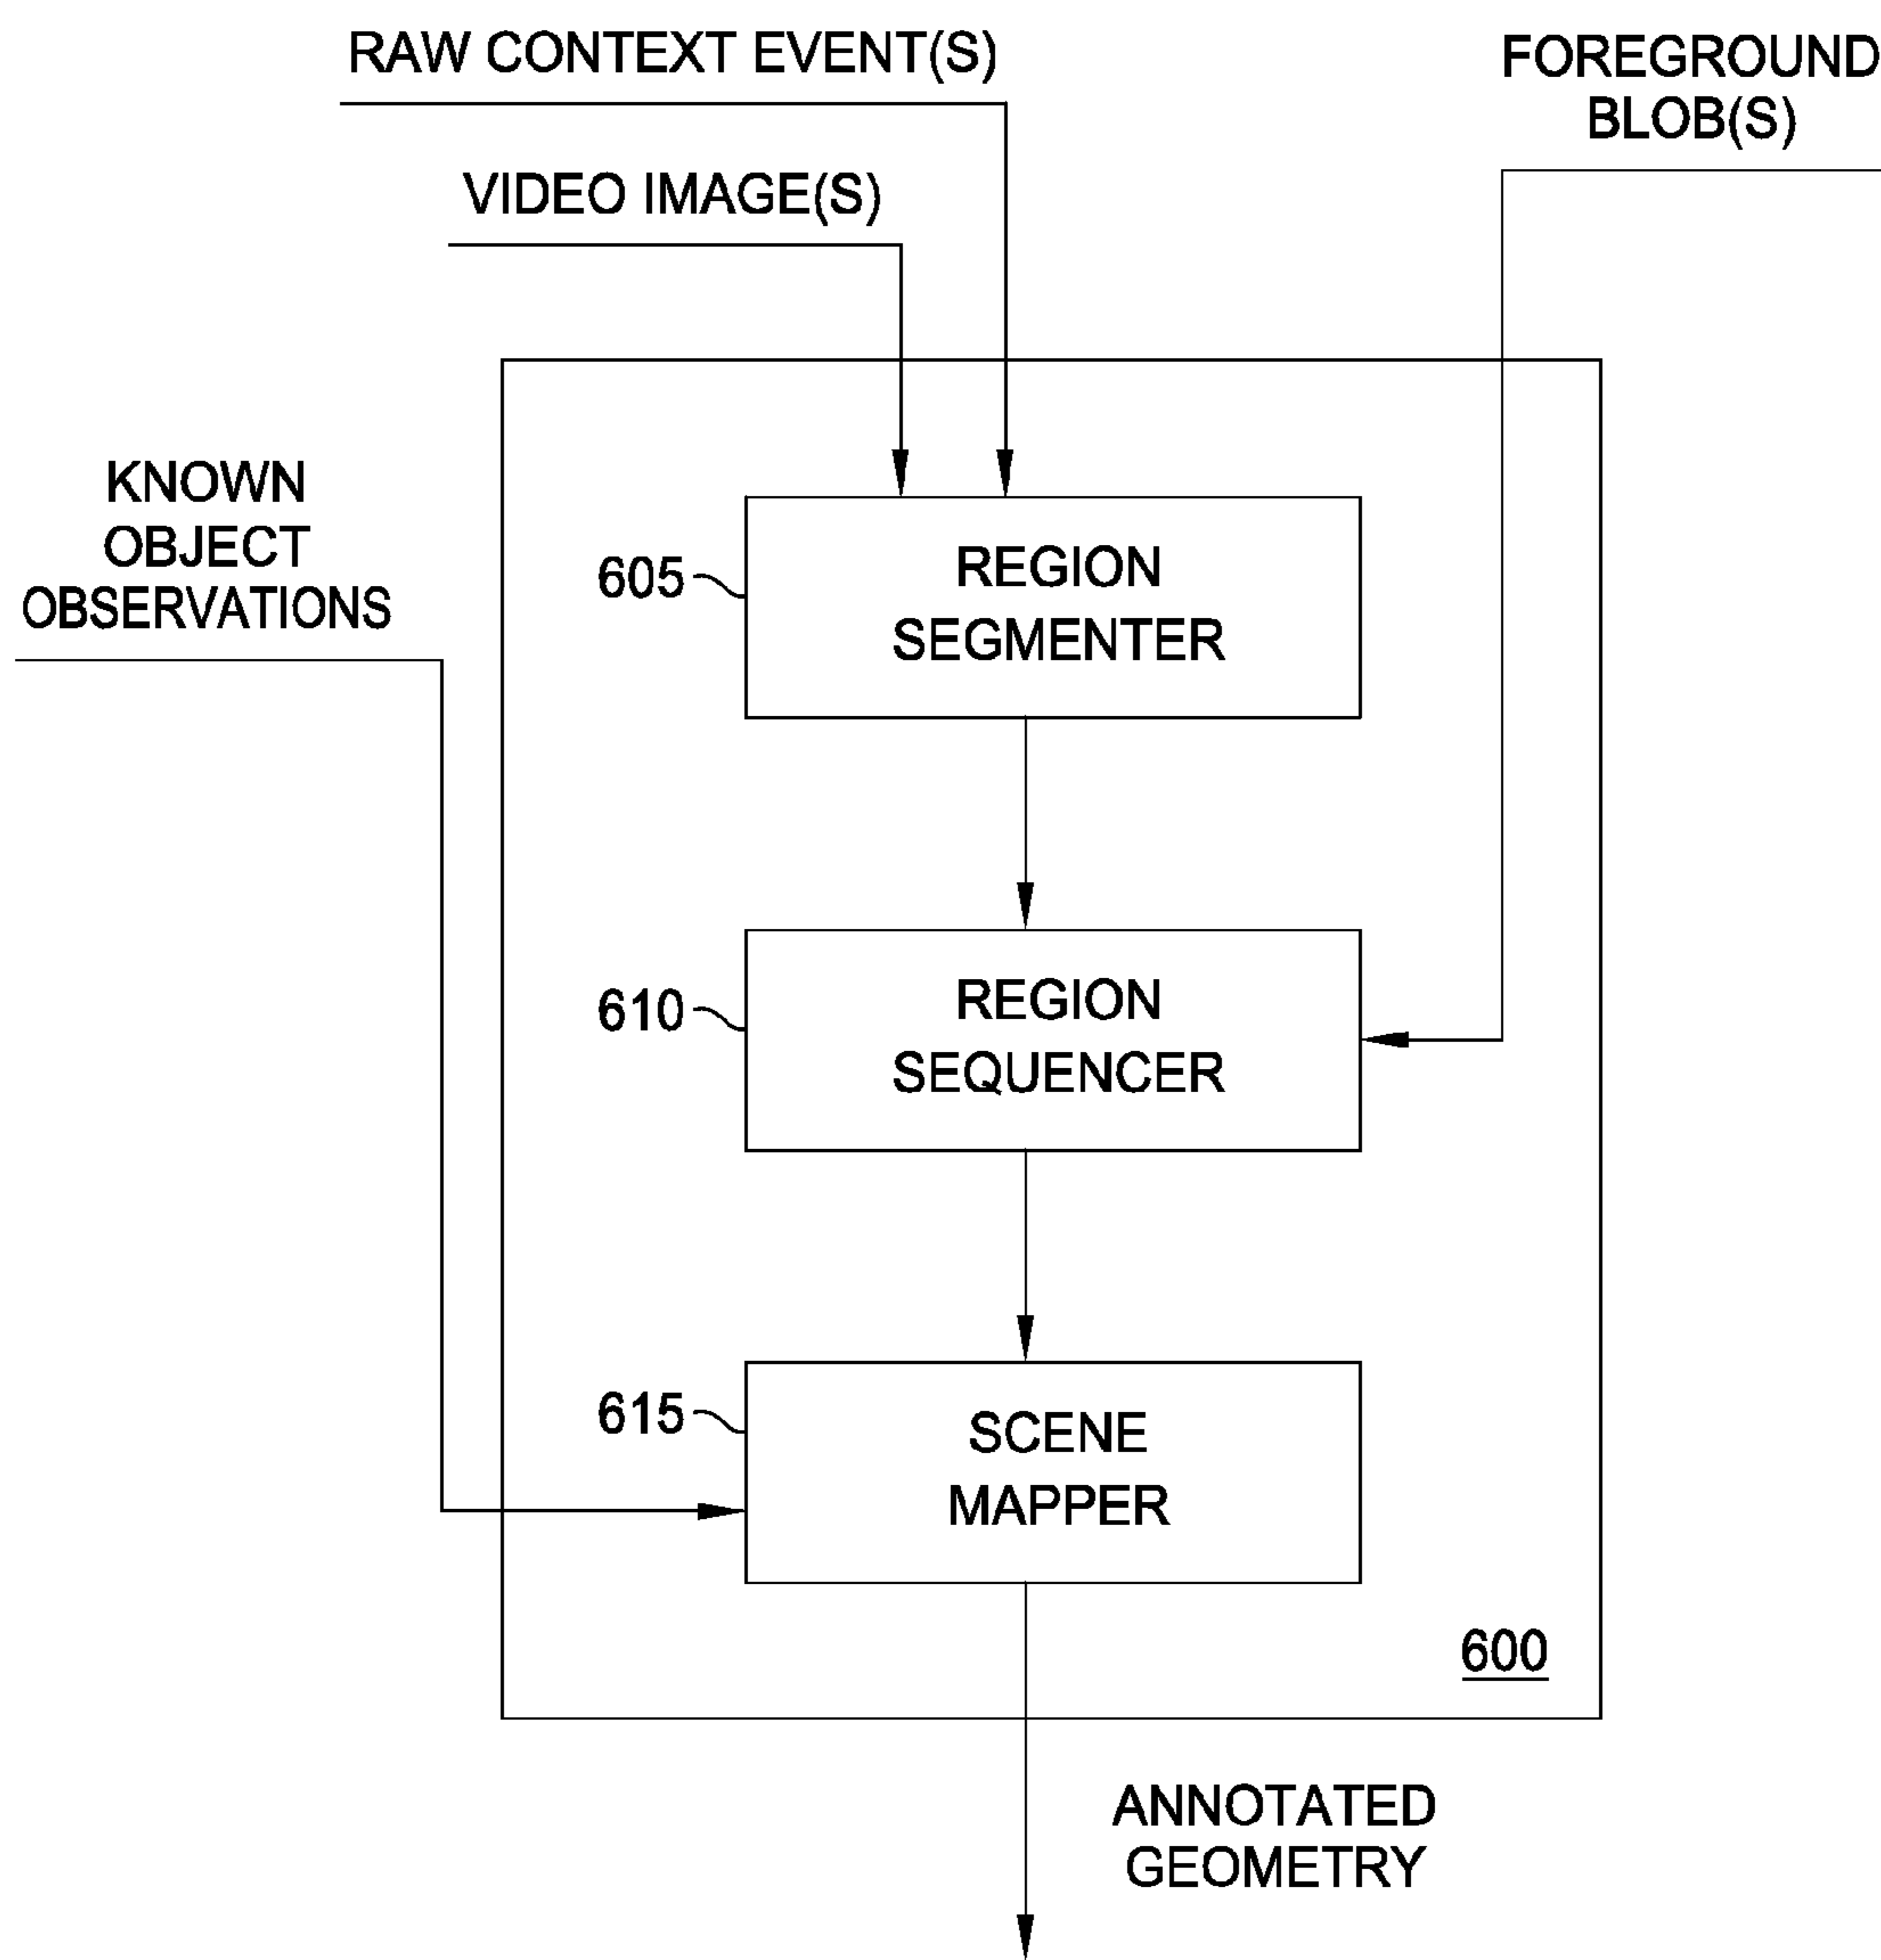 RAW CONTEXT EVENT(S)
FOREGROUND
BLOB(S)
VIDEO IMAGE(S)
KNOWN
OBJECT
OBSERVATIONS
605
REGION
SEGMENTER
610
REGION
SEQUENCER
615
SCENE
MAPPER
600
ANNOTATED
GEOMETRY